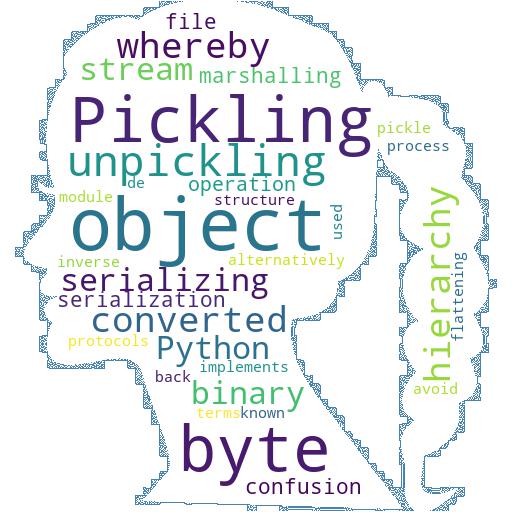 file
whereby
stream marshalling
Pickling
pickle
process
unpickling
de operation
module structure
object
used
hierarchy
flattening
inverse alternatively
serializing
serialization
converted
protocols Python
implements
back
binary
avoid
terms known
byte
confusion